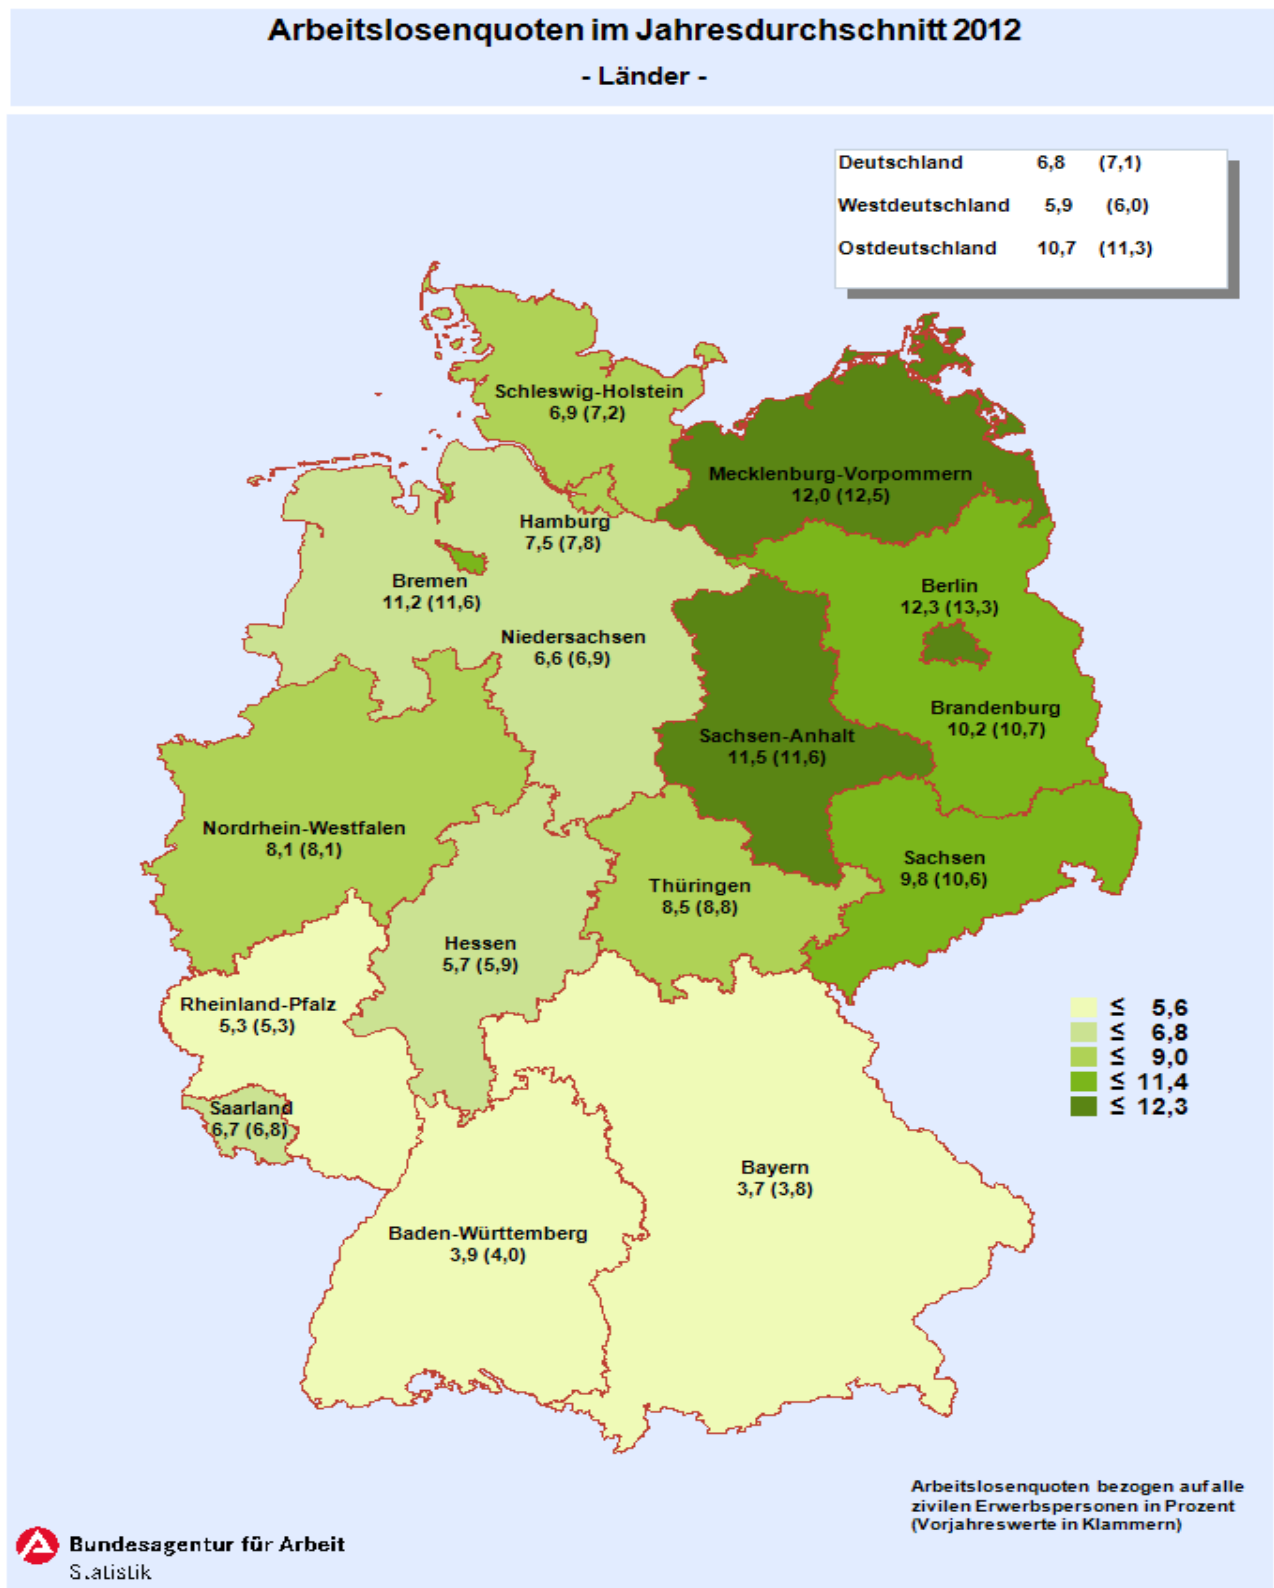 Arbeitslosenquoten im Jahresdurchschnitt 2012
- Länder -
Deutschland 6,8 (7,1)
Westdeutschland 5,9 (6,0)
Ostdeutschland 10,7 (11,3)
Schleswig-Holstein
6,9 (7,2)
Mecklenburg-Vorpommern
12,0 (12,5)
Hamburg
7,5 (7,8)
Bremen
11,2 (11,6)
Berlin
12,3 (13,3)
Niedersachsen
6,6 (6,9)
Brandenburg
10,2 (10,7)
Sachsen-Anhalt
11,5 (11,6)
Nordrhein-Westfalen
8,1 (8,1)
Sachsen
9,8 (10,6)
Thüringen
8,5 (8,8)
Hessen
5,7 (5,9)
Rheinland-Pfalz
5,3 (5,3)
≤ 5,6
≤ 6,8
≤ 9,0
≤ 11,4
≤ 12,3
Saarland
6,7 (6,8)
Bayern
3,7 (3,8)
Baden-Württemberg
3,9 (4,0)
Arbeitslosenquoten bezogen auf alle
zivilen Erwerbspersonen in Prozent
(Vorjahreswerte in Klammern)
Bundesagentur für Arbeit
Statistik